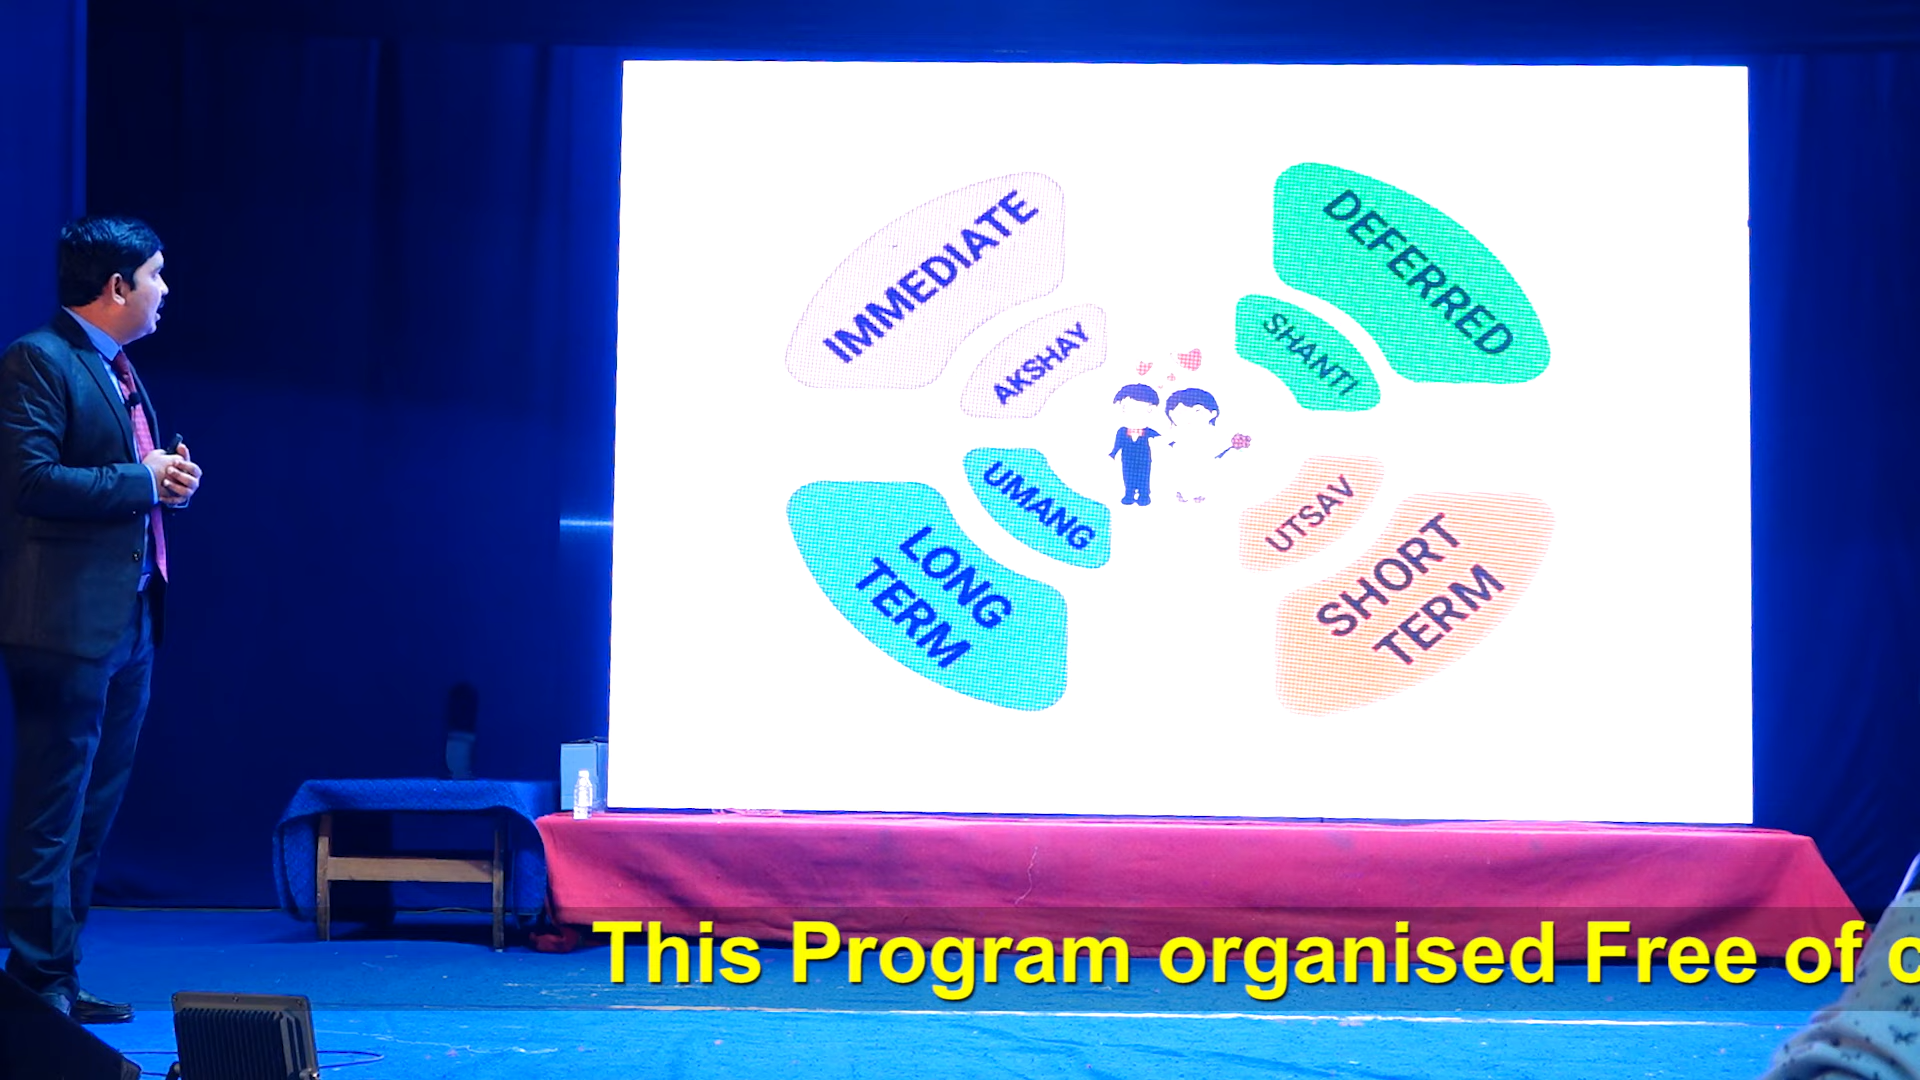 IMMEDIATE
AKSHAY
DEFERRED
SHANTI
UMANG
LONG
TERM
UTSAV
SHORT
TERM
This Program organised Free of